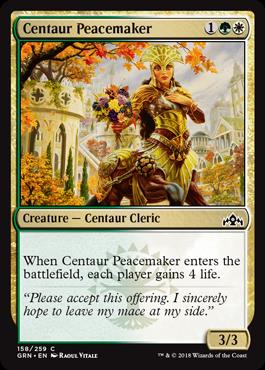 Centaur Peacemaker 1
Creature — Centaur Cleric
When Centaur Peacemaker enters the
battlefield, each player gains 4 life.
“Please accept this offering. I sincerely
hope to leave my mace at my side.”
3/3
158/259 C
GRN • EN Raoul Vitale
™ & © 2018 Wizards of the Coast